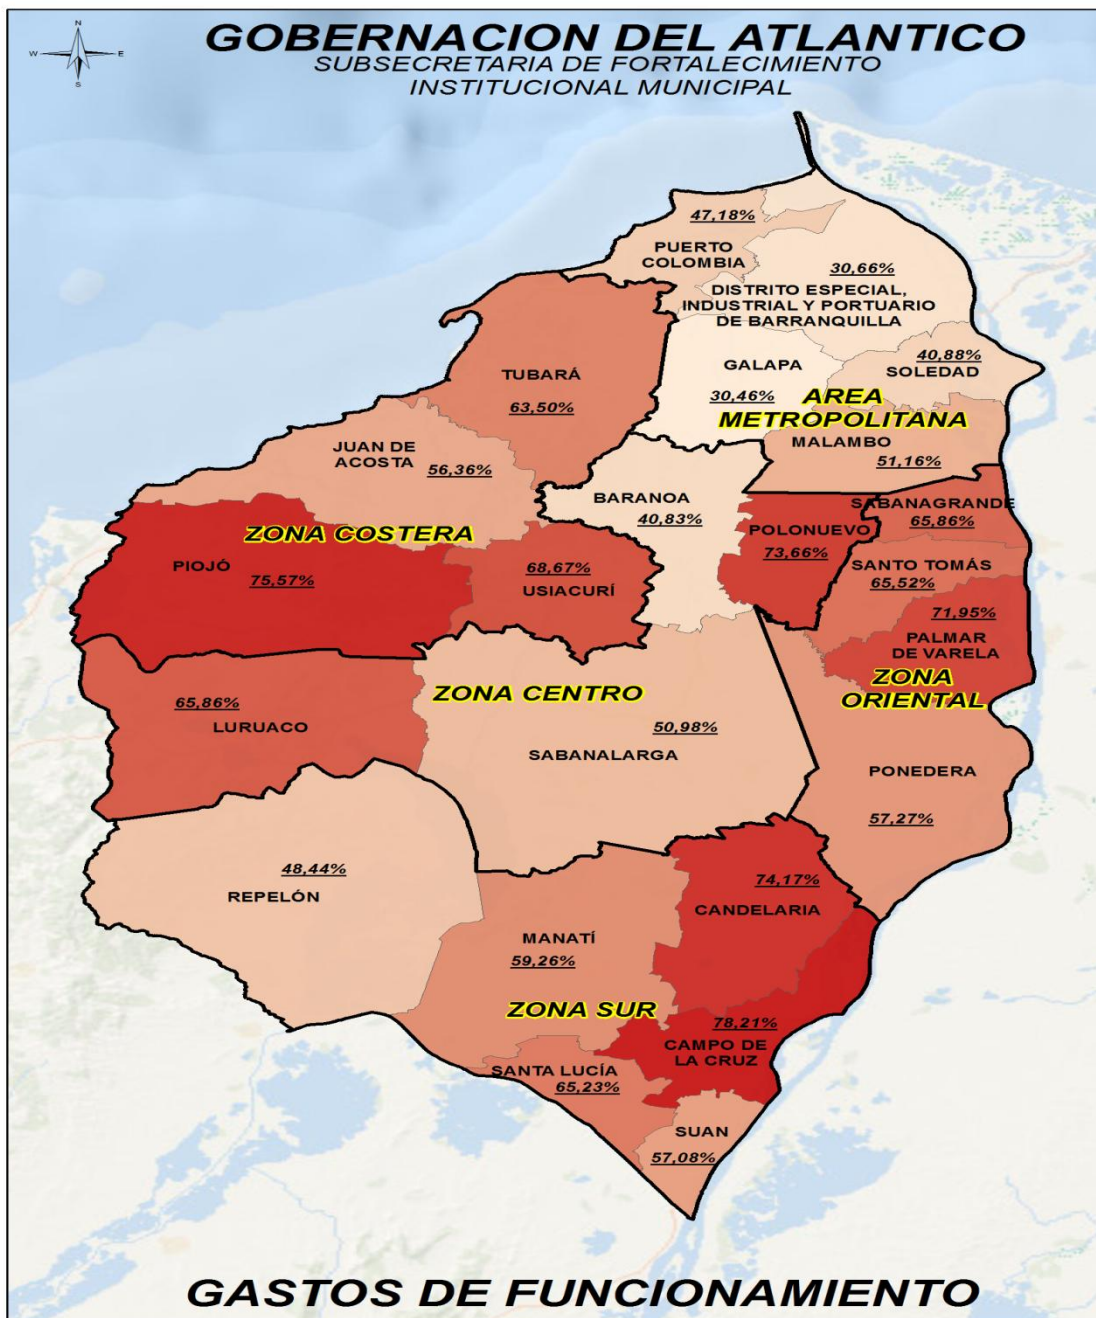 GOBERNACION DEL ATLANTICO
SUBSECRETARIA DE FORTALECIMIENTO
INSTITUCIONAL MUNICIPAL
N
W E
S
47,18%
PUERTO
COLOMBIA
30,66%
DISTRITO ESPECIAL,
INDUSTRIAL Y PORTUARIO
DE BARRANQUILLA
GALAPA
30,46%
40,88%
SOLEDAD
AREA
METROPOLITANA
MALAMBO
51,16%
TUBARÁ
63,50%
JUAN DE
ACOSTA
56,36%
BARANOA
40,83%
SABANAGRANDE
65,86%
POLONUEVO
73,66%
ZONA COSTERA
PIOJÓ
75,57%
68,67%
USIACURÍ
SANTO TOMÁS
65,52%
71,95%
PALMAR
DE VARELA
ZONA
ORIENTAL
ZONA CENTRO
65,86%
LURUACO
50,98%
SABANALARGA
PONEDERA
57,27%
48,44%
REPELÓN
74,17%
CANDELARIA
MANATÍ
59,26%
ZONA SUR
78,21%
CAMPO DE
LA CRUZ
SANTA LUCÍA
65,23%
SUAN
57,08%
GASTOS DE FUNCIONAMIENTO